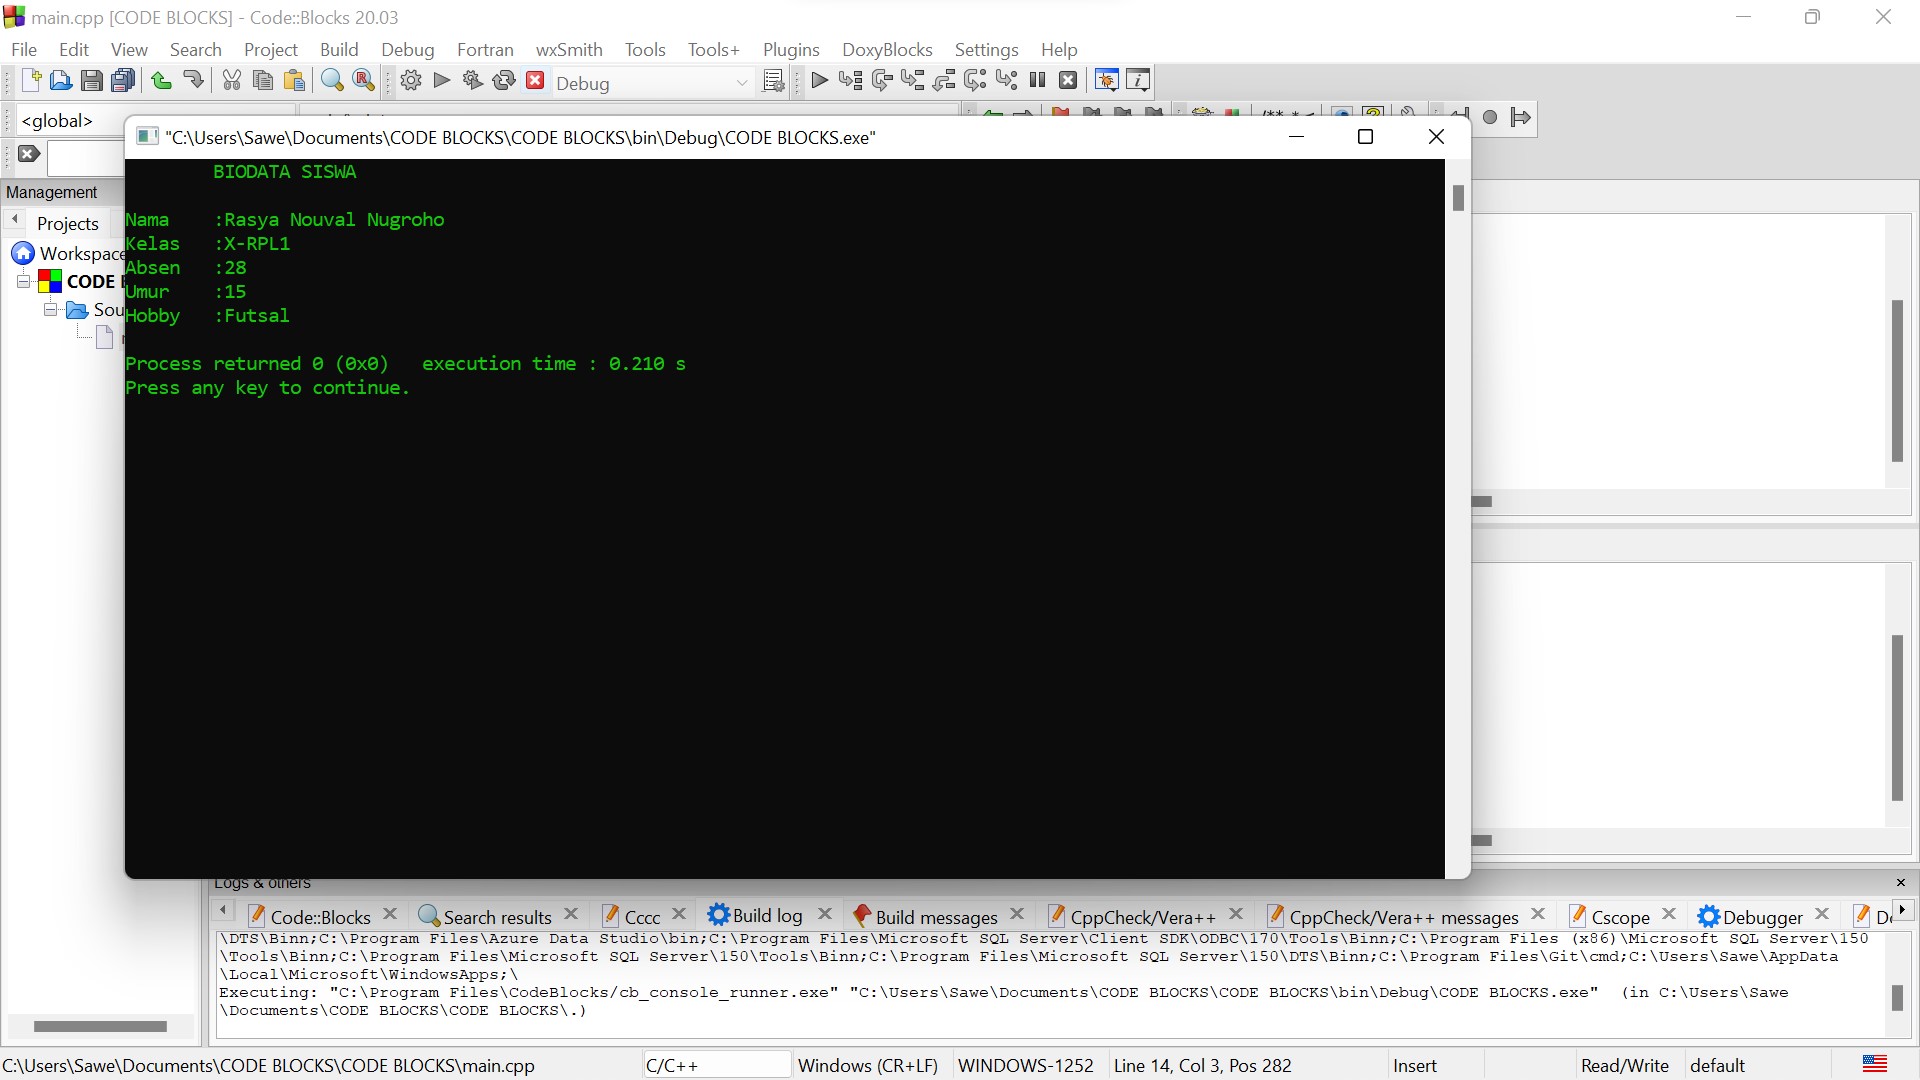 main.cpp [CODE BLOCKS] - Code::Blocks 20.03
File Edit View Search Project Build Debug Fortran wxSmith Tools Tools+ Plugins DoxyBlocks Settings Help
Debug
<global>
"C:\Users\Sawe\Documents\CODE BLOCKS\CODE BLOCKS\bin\Debug\CODE BLOCKS.exe"
Management
Projects
Workspace
CODE
Sou
BIODATA SISWA
Nama :Rasya Nouval Nugroho
Kelas :X-RPL1
Absen :28
Umur :15
Hobby :Futsal
Process returned 0 (0x0) execution time : 0.210 s
Press any key to continue.
Logs & others
Code::Blocks Search results Cccc Build log Build messages CppCheck/Vera++ CppCheck/Vera++ messages Cscope Debugger
\DTS\Binn;C:\Program Files\Azure Data Studio\bin;C:\Program Files\Microsoft SQL Server\Client SDK\ODBC\170\Tools\Binn;C:\Program Files (x86)\Microsoft SQL Server\150
\Tools\Binn;C:\Program Files\Microsoft SQL Server\150\Tools\Binn;C:\Program Files\Microsoft SQL Server\150\DTS\Binn;C:\Program Files\Git\cmd;C:\Users\Sawe\AppData
\Local\Microsoft\WindowsApps;\
Executing: "C:\Program Files\CodeBlocks/cb_console_runner.exe" "C:\Users\Sawe\Documents\CODE BLOCKS\CODE BLOCKS\bin\Debug\CODE BLOCKS.exe" (in C:\Users\Sawe
\Documents\CODE BLOCKS\CODE BLOCKS\.)
C:\Users\Sawe\Documents\CODE BLOCKS\CODE BLOCKS\main.cpp C/C++ Windows (CR+LF) WINDOWS-1252 Line 14, Col 3, Pos 282 Insert Read/Write default